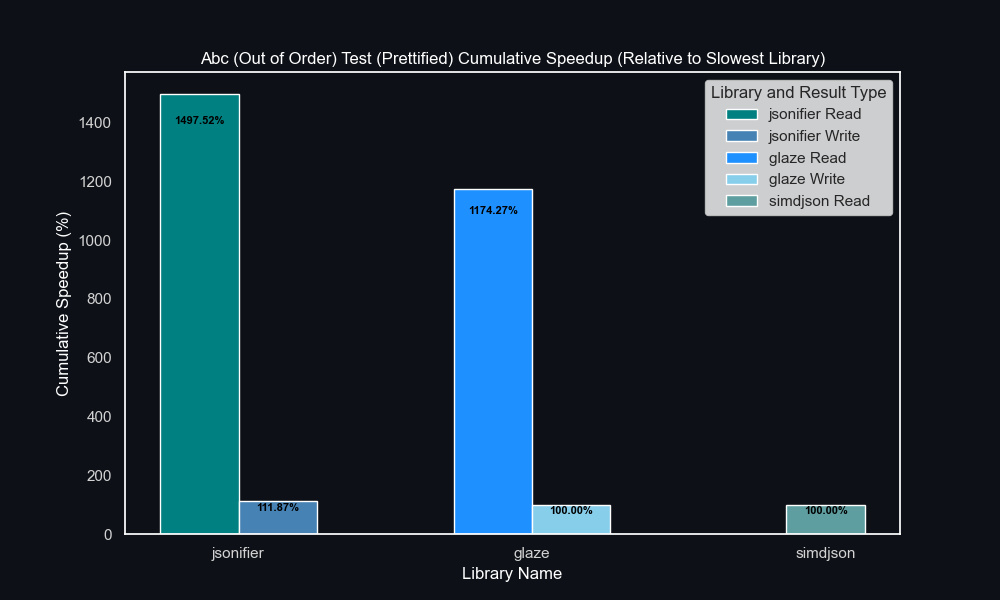 Abc (Out of Order) Test (Prettified) Cumulative Speedup (Relative to Slowest Library)
Library and Result Type
jsonifier Read
jsonifier Write
glaze Read
glaze Write
simdjson Read
Cumulative Speedup (%)
1400
1200
1000
800
600
400
200
0
1497.52%
111.87%
1174.27%
100.00%
100.00%
jsonifier
glaze
simdjson
Library Name